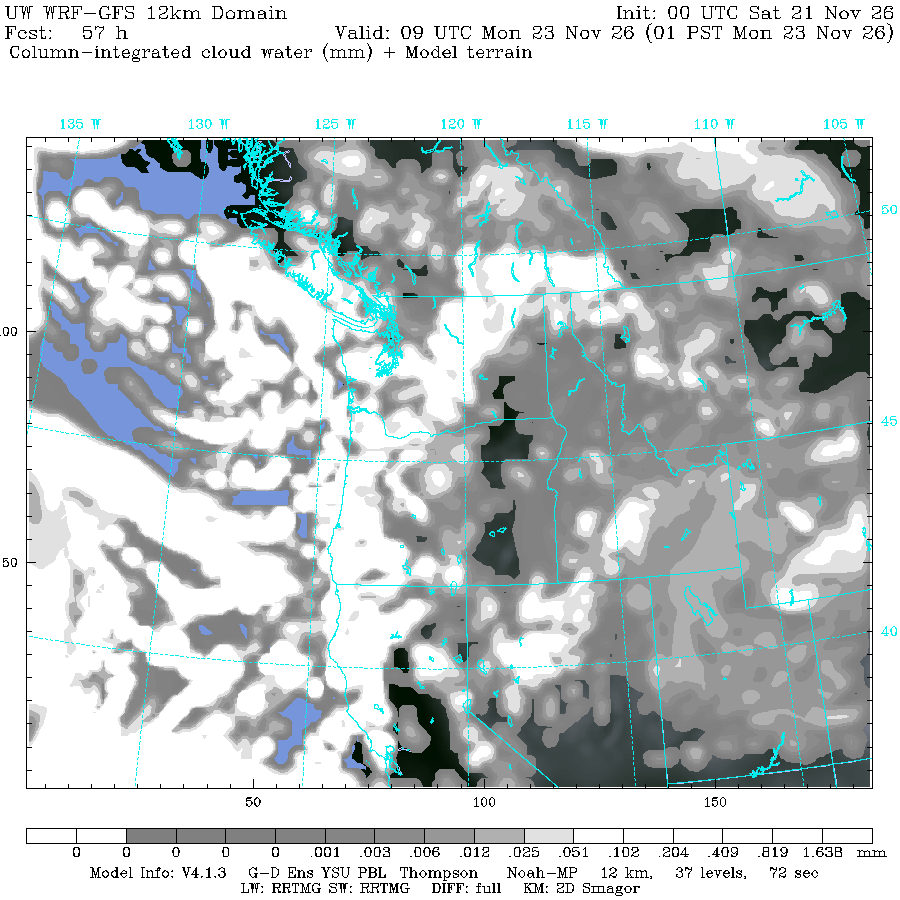 UW WRF-GFS 12km Domain Init: 00 UTC Sat 21 Nov 26
Fcst: 57 h Valid: 09 UTC Mon 23 Nov 26 (01 PST Mon 23 Nov 26)
Column-integrated cloud water (mm) + Model terrain
135 W 130 W 125 W 120 W 115 W 110 W 105 W
50
00
45
50
40
50 100 150
0 0 0 0 0 .001 .003 .006 .012 .025 .051 .102 .204 .409 .819 1.638 mm
Model Info: V4.1.3 G-D Ens YSU PBL Thompson Noah-MP 12 km, 37 levels, 72 sec
LW: RRTMG SW: RRTMG DIFF: full KM: 2D Smagor